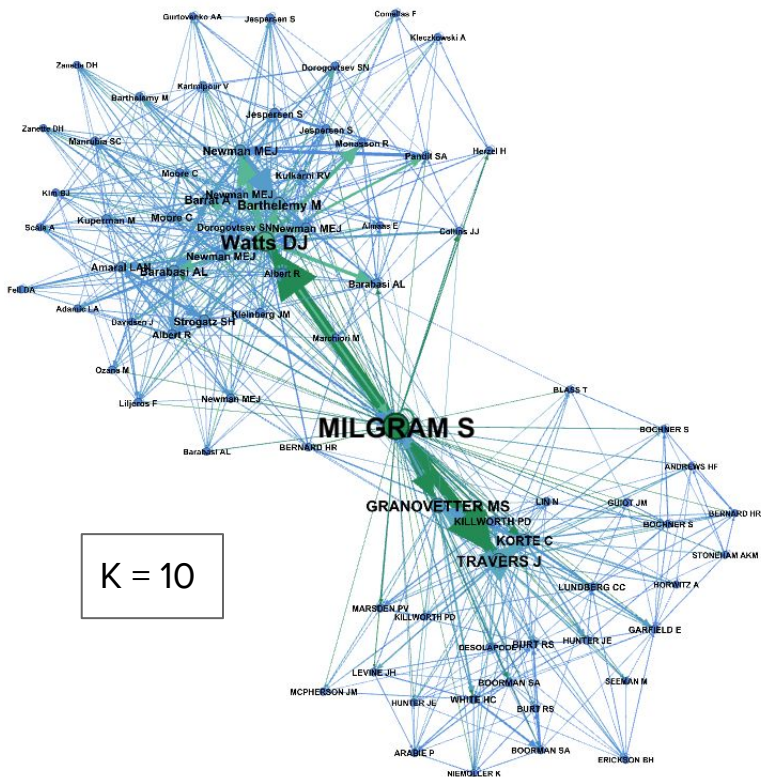 Gurtovenko AA
Jespersen S
Comellas F
Kleczkowski A
Zanette DH
Dorogovtsev SN
Karimipour V
Barthelemy M
Jespersen S
Zanette DH
Jespersen S
Manrubia SC
Monasson R
Newman MEJ
Pandit SA
Herzel H
Moore C
Kulkarni RV
Kim BJ
Newman MEJ
Barrat A
Barthelemy M
Kuperman M
Moore C
Scala A
Dorogovtsev SN
Newman MEJ
Almaas E
Collins JJ
Watts DJ
Newman MEJ
Amaral LAN
Barabasi AL
Albert R
Barabasi AL
Fell DA
Adamic LA
Davidsen J
Strogatz SH
Kleinberg JM
Albert R
Marchiori M
Ozana M
Liljeros F
Newman MEJ
BLASS T
MILGRAM S
BOCHNER S
Barabasi AL
BERNARD HR
ANDREWS HF
GRANOVETTER MS
LIN N
GUIOT JM
BERNARD HR
KILLWORTH PD
BOCHNER S
KORTE C
STONEHAM AKM
TRAVERS J
K = 10
LUNDBERG CC
HORWITZ A
MARSDEN PV
KILLWORTH PD
GARFIELD E
HUNTER JE
BURT RS
LEVINE JH
SEEMAN M
BOORMAN SA
MCPHERSON JM
HUNTER JE
WHITE HC
BURT RS
ARABIE P
BOORMAN SA
ERICKSON BH
NIEMOLLER K